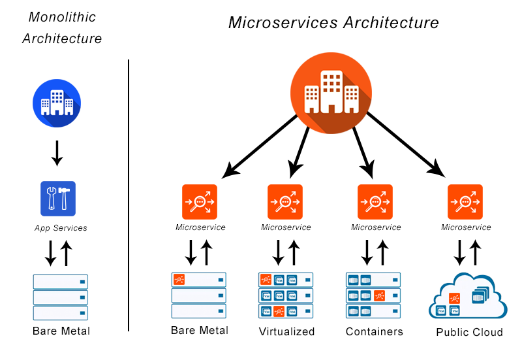 Monolithic
Architecture
Microservices Architecture
App Services
Microservice
Microservice
Microservice
Microservice
Bare Metal
Bare Metal
Virtualized
Containers
Public Cloud